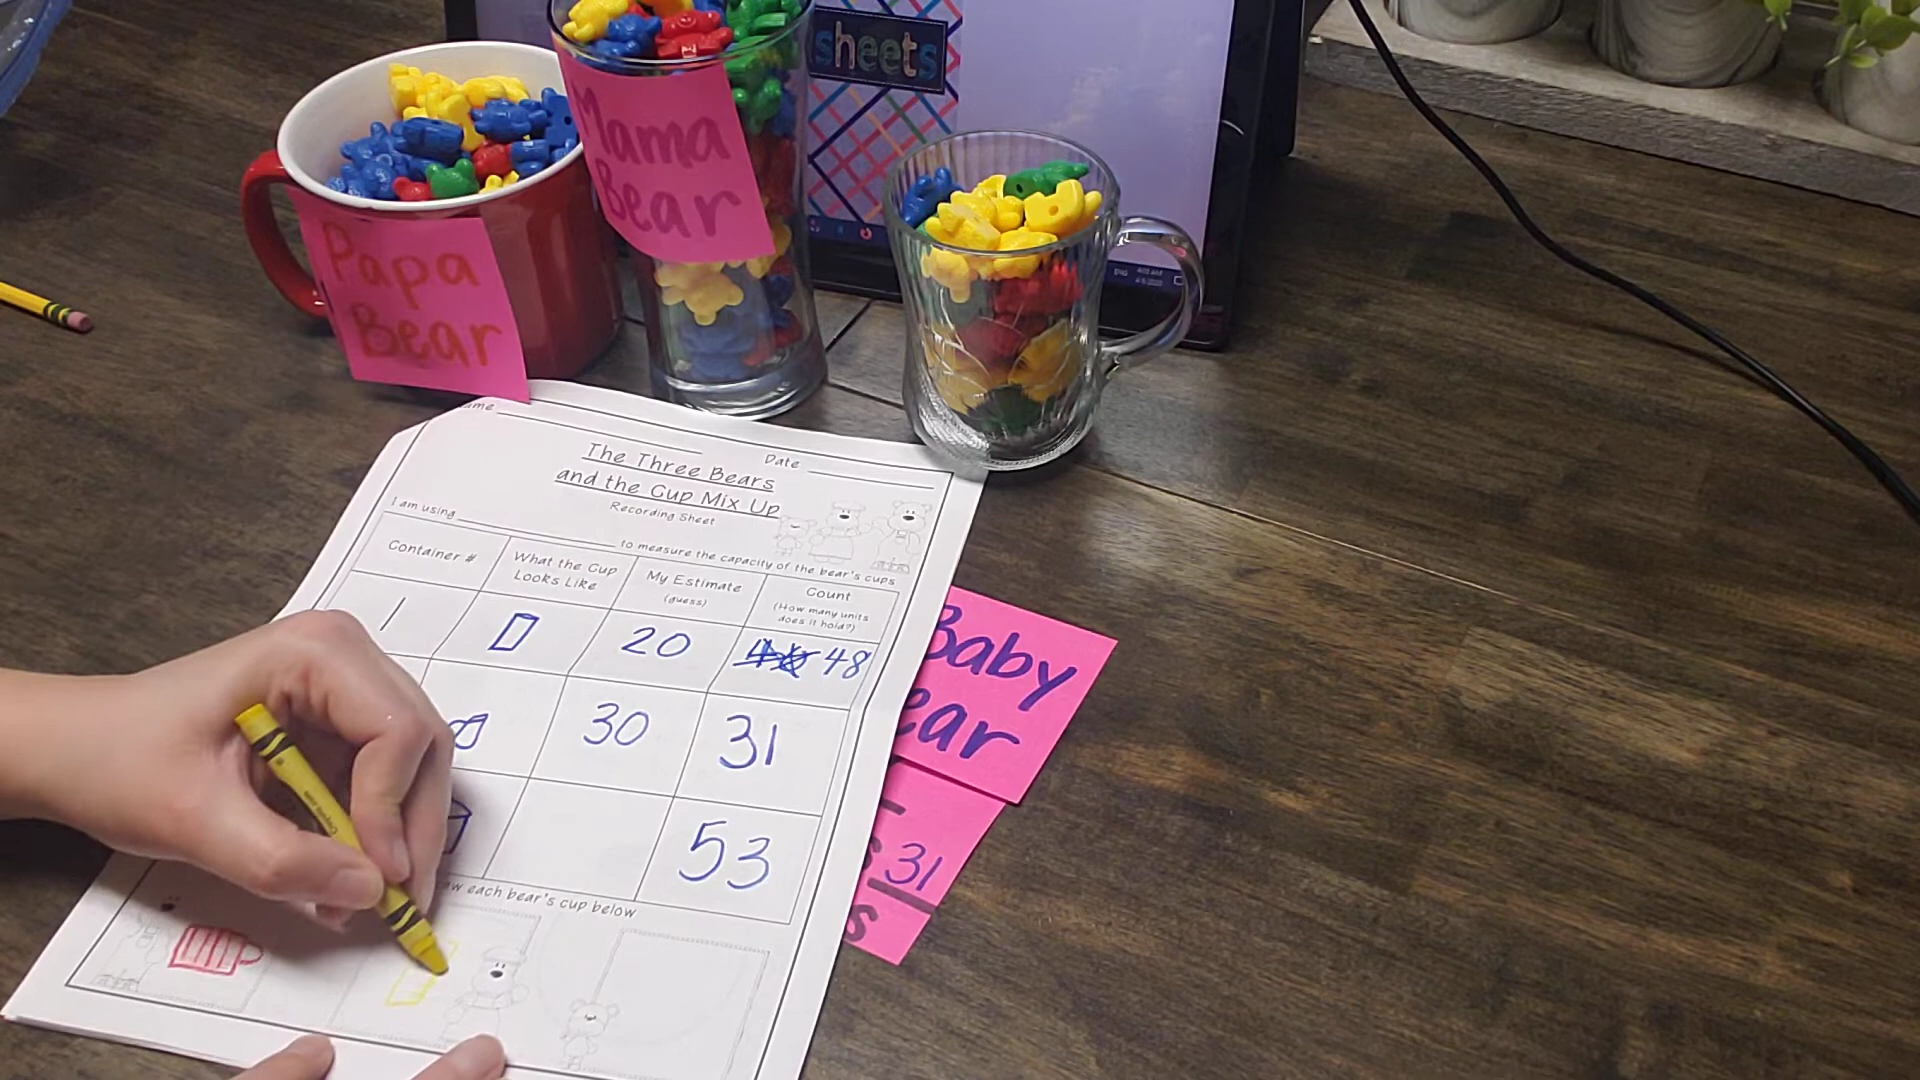 sheets
Mama
Bear
Papa
Bear
Date
The Three Bears
and the Cup Mix Up
Recording Sheet
I am using
to measure the capacity of the bear's cups
Container #
What the Cup
Looks Like
My Estimate
(guess)
Count
(How many units
does it hold?)
1
20
48
30
31
53
each bear's cup below
Baby
31